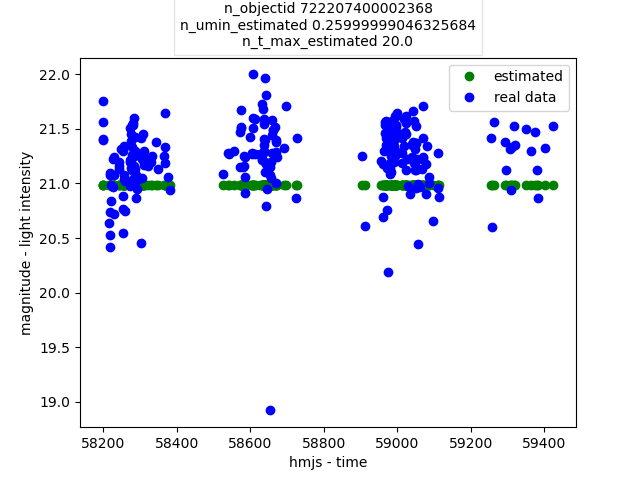 n_objectid 722207400002368
n_umin_estimated 0.25999999046325684
n_t_max_estimated 20.0
22.0
21.5
21.0
20.5
20.0
19.5
19.0
magnitude - light intensity
estimated
real data
58200 58400 58600 58800 59000 59200 59400
hmjs - time